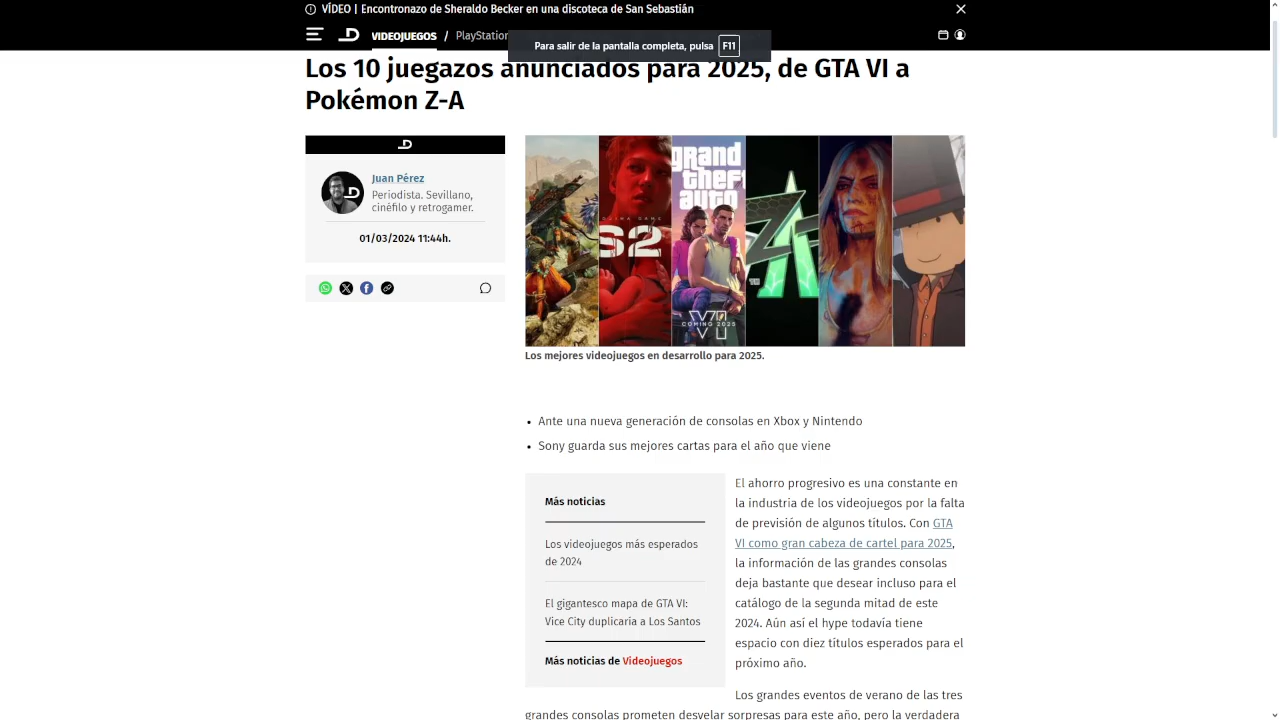 VÍDEO | Encontronazo de Sheraldo Becker en una discoteca de San Sebastián
VIDEOJUEGOS / PlayStation
Para salir de la pantalla completa, pulsa F11
Los 10 juegazos anunciados para 2025, de GTA VI a
Pokémon Z-A
Juan Pérez
Periodista. Sevillano,
cinéfilo y retrogamer.
01/03/2024 11:44h.
S2
grand
theft
auto
VI
COMING 2025
Z-A
Los mejores videojuegos en desarrollo para 2025.
• Ante una nueva generación de consolas en Xbox y Nintendo
• Sony guarda sus mejores cartas para el año que viene
Más noticias
Los videojuegos más esperados
de 2024
El gigantesco mapa de GTA VI:
Vice City duplicaría a Los Santos
Más noticias de Videojuegos
El ahorro progresivo es una constante en
la industria de los videojuegos por la falta
de previsión de algunos títulos. Con GTA
VI como gran cabeza de cartel para 2025,
la información de las grandes consolas
deja bastante que desear incluso para el
catálogo de la segunda mitad de este
2024. Aún así el hype todavía tiene
espacio con diez títulos esperados para el
próximo año.
Los grandes eventos de verano de las tres
grandes consolas prometen desvelar sorpresas para este año, pero la verdadera